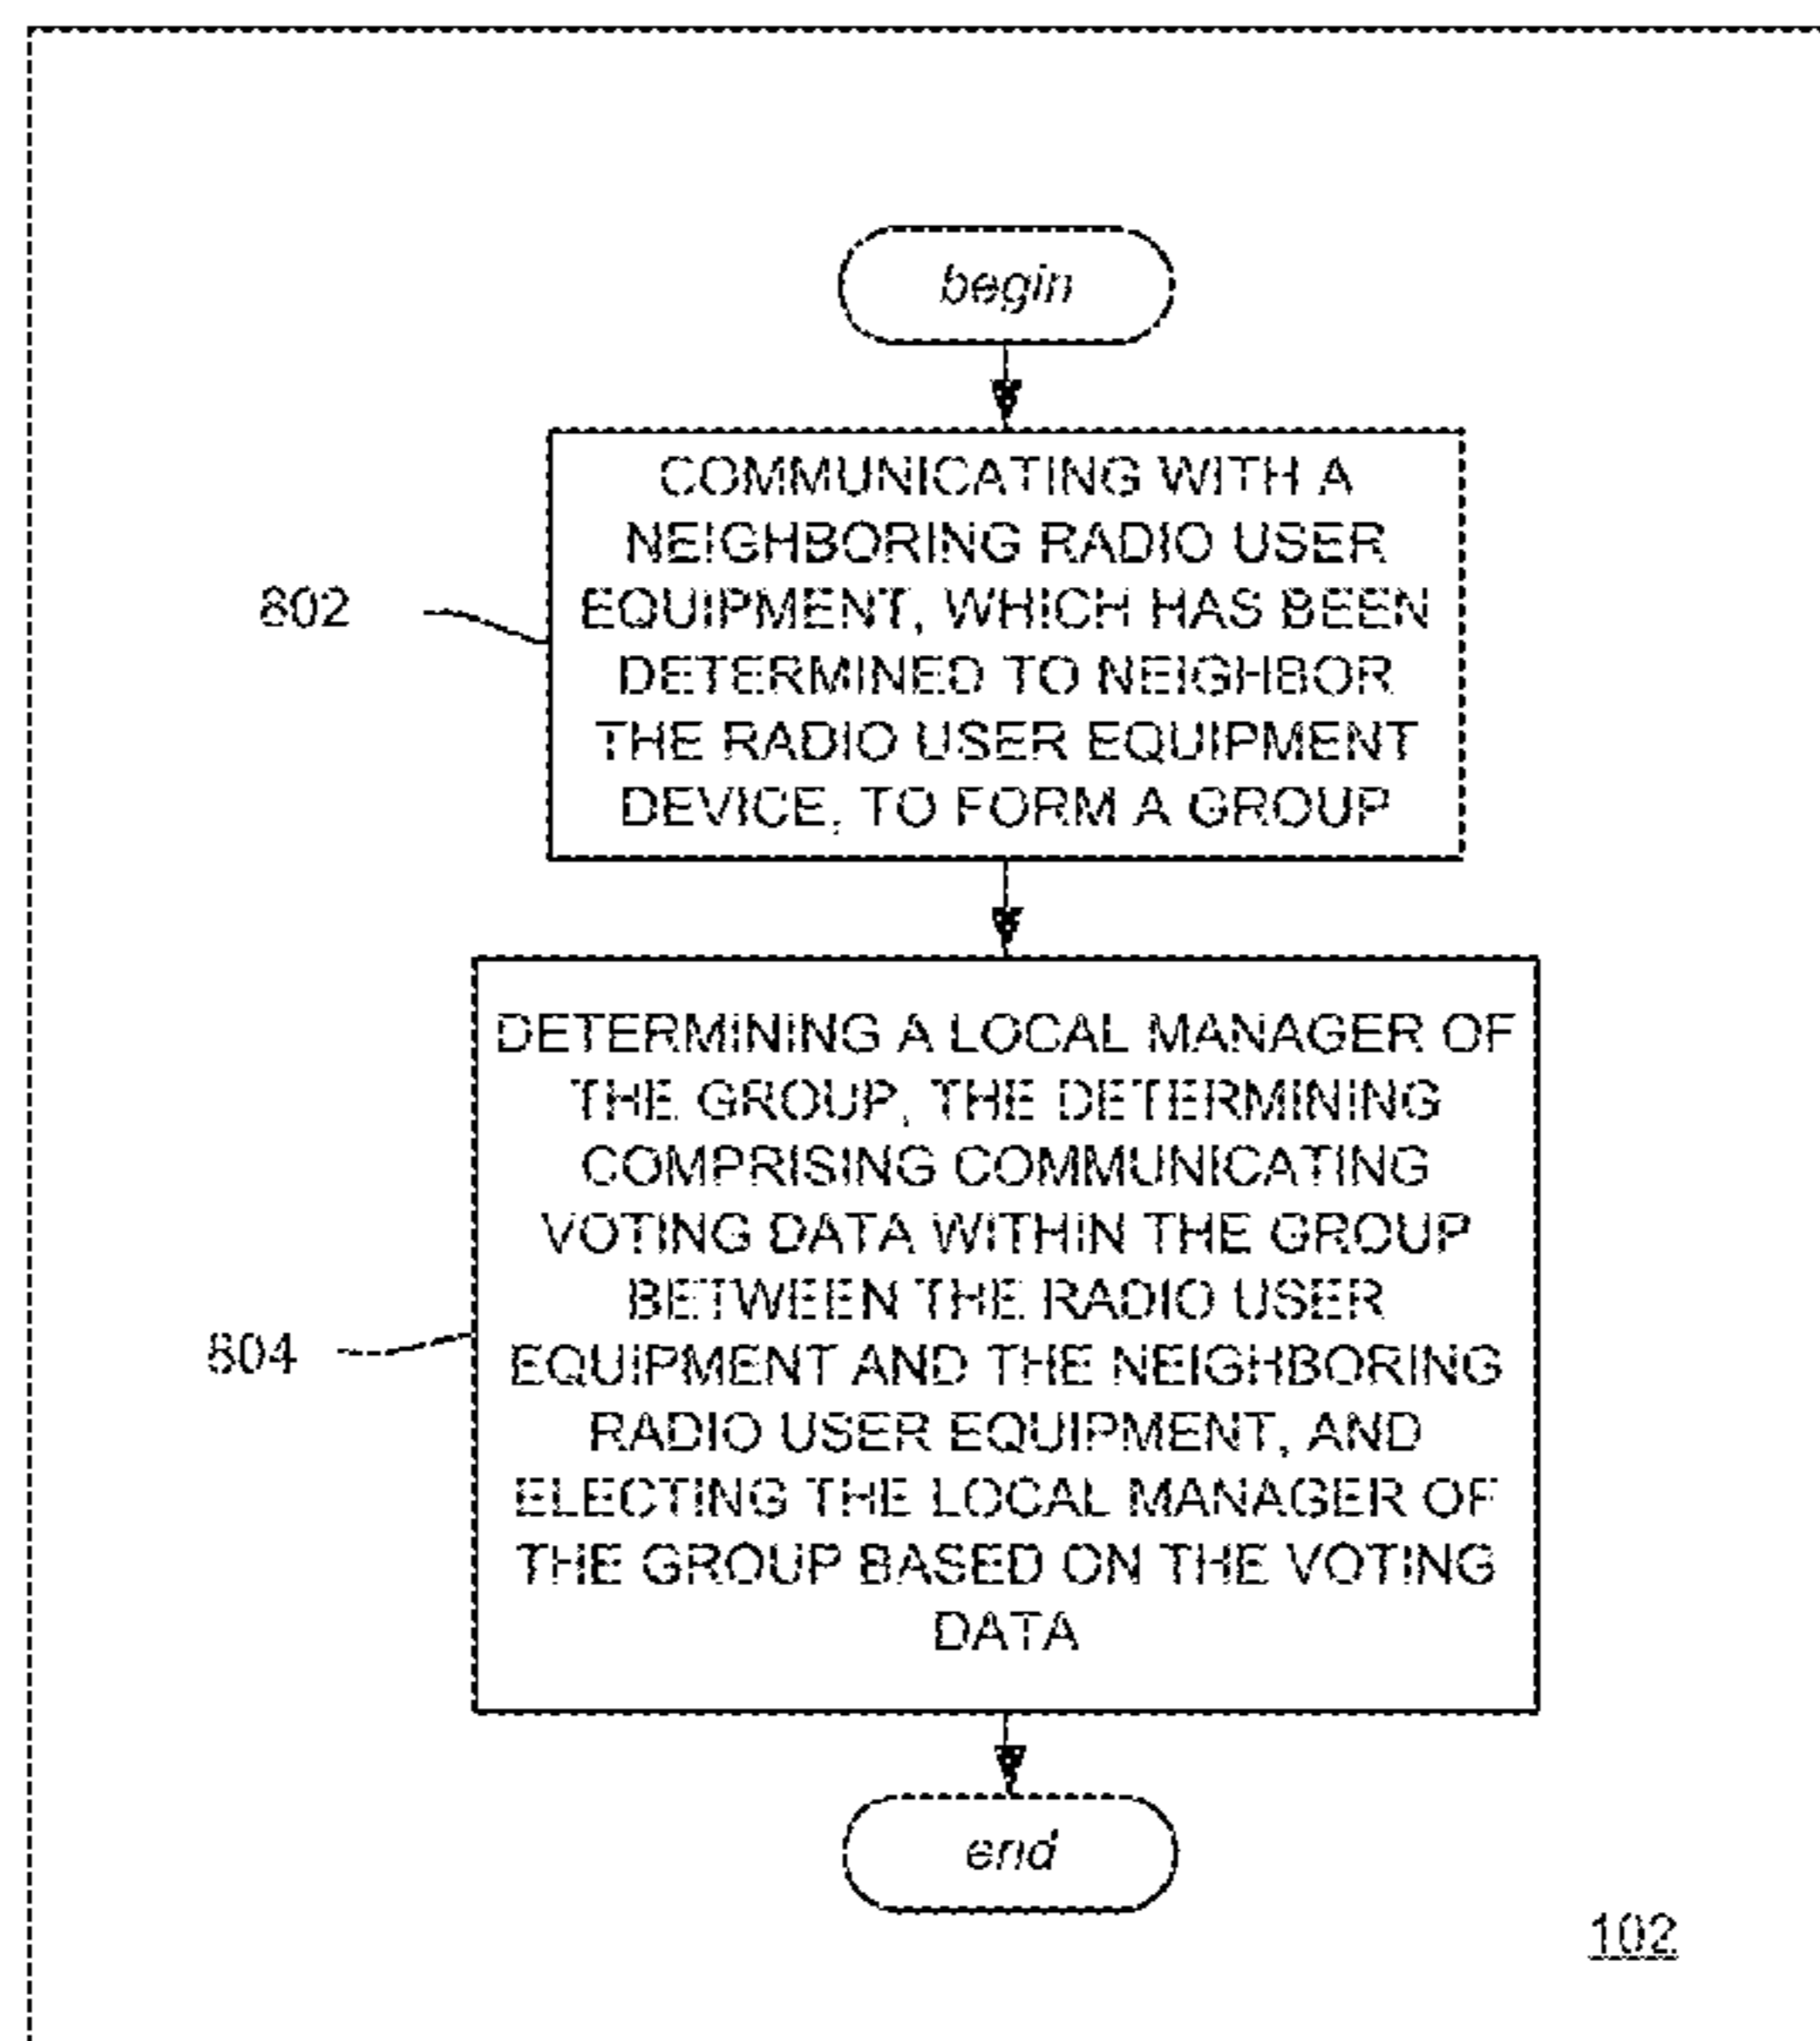 begin
COMMUNICATING WITH A
NEIGHBORING RADIO USER
EQUIPMENT, WHICH HAS BEEN
DETERMINED TO NEIGHBOR
THE RADIO USER EQUIPMENT
DEVICE, TO FORM A GROUP
802
DETERMINING A LOCAL MANAGER OF
THE GROUP, THE DETERMINING
COMPRISING COMMUNICATING
VOTING DATA WITHIN THE GROUP
BETWEEN THE RADIO USER
EQUIPMENT AND THE NEIGHBORING
RADIO USER EQUIPMENT, AND
ELECTING THE LOCAL MANAGER OF
THE GROUP BASED ON THE VOTING
DATA
804
end
102